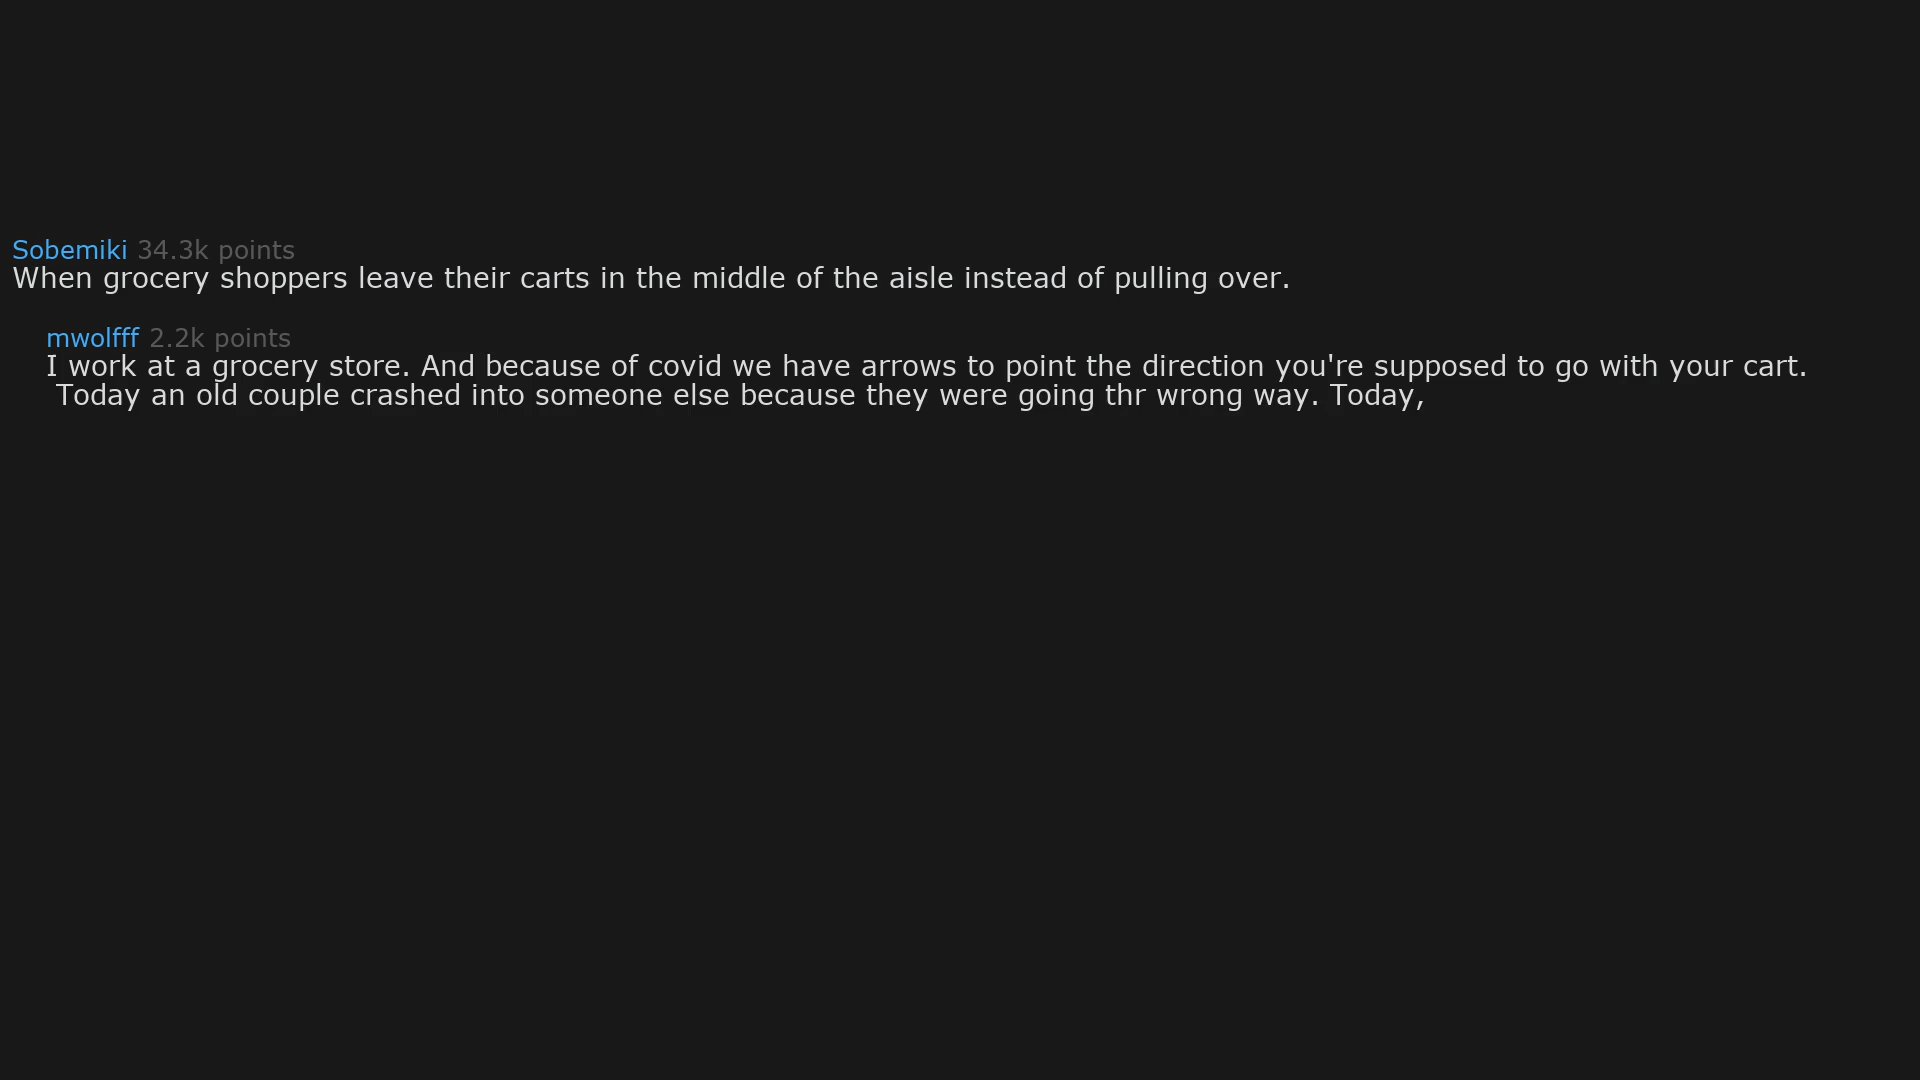 Sobemiki 34.3k points
When grocery shoppers leave their carts in the middle of the aisle instead of pulling over.
mwolfff 2.2k points
I work at a grocery store. And because of covid we have arrows to point the direction you're supposed to go with your cart.
Today an old couple crashed into someone else because they were going thr wrong way. Today,